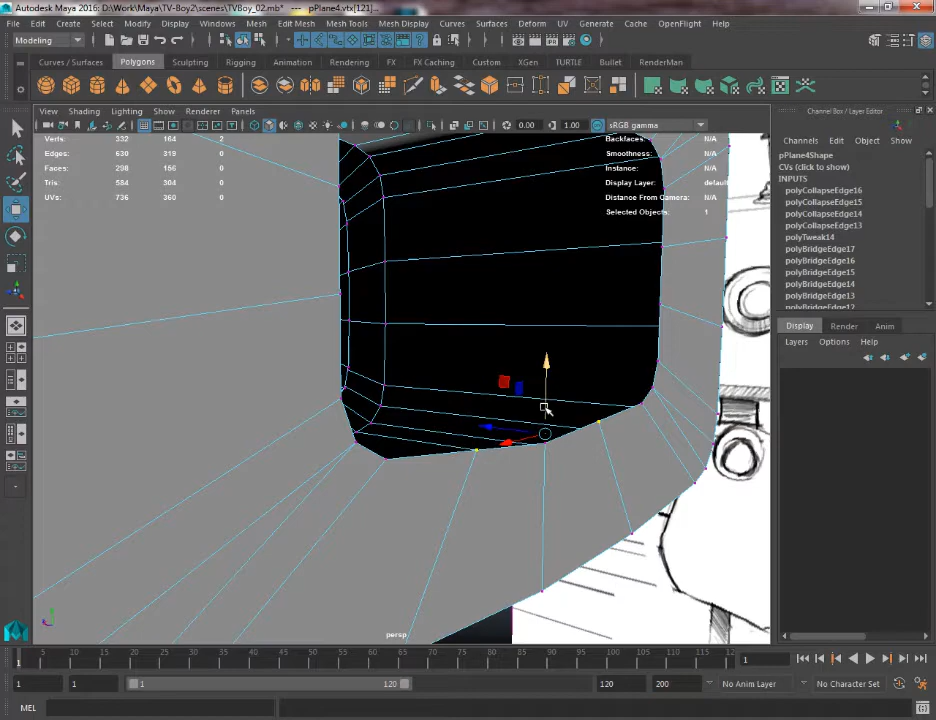 Autodesk Maya 2016: D:\Work\Maya\TV-Boy2\scenes\TVBoy_02.mb* --- pPlane4.vtx[121]...
File Edit Create Select Modify Display Windows Mesh Edit Mesh Mesh Tools Mesh Display Curves Surfaces Deform UV Generate Cache OpenFlight Help
Modeling
Curves / Surfaces Polygons Sculpting Rigging Animation Rendering FX FX Caching Custom XGen TURTLE Bullet RenderMan
View Shading Lighting Show Renderer Panels
0.00 1.00 sRGB gamma
Channel Box / Layer Editor
Channels Edit Object Show
Verts: 332 164 2
Edges: 630 319 0
Faces: 298 156 0
Tris: 584 304 0
UVs: 736 360 0
Backfaces: N/A
Smoothness: N/A
Instance: N/A
Display Layer: default
Distance From Camera: N/A
Selected Objects: 1
pPlane4Shape
CVs (click to show)
INPUTS
polyCollapseEdge16
polyCollapseEdge15
polyCollapseEdge14
polyCollapseEdge13
polyTweak14
polyBridgeEdge17
polyBridgeEdge16
polyBridgeEdge15
polyBridgeEdge14
polyBridgeEdge13
Display Render Anim
Layers Options Help
persp
5 10 15 20 25 30 35 40 45 50 55 60 65 70 75 80 85 90 95 100 105 110 115 12
1 1
1 1 1 120 120 200 No Anim Layer No Character Set
MEL